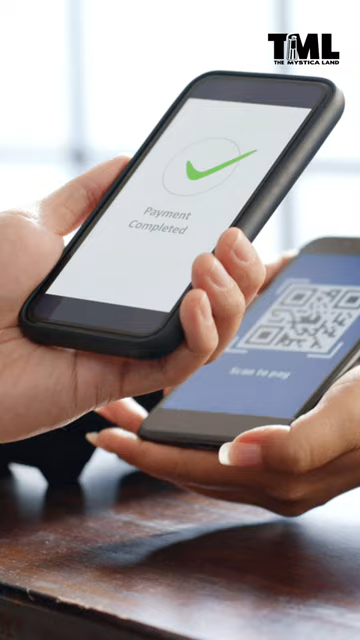 TML
THE MYSTICA LAND
Payment
Completed
Scan to pay